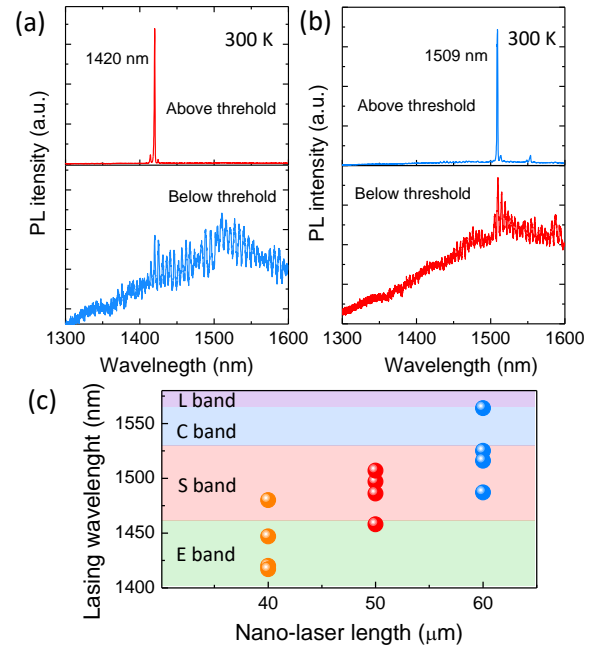 (a)
300 K
1420 nm
Above threhold
Below threhold
PL itensity (a.u.)
1300 1400 1500 1600
Wavelnegth (nm)
(b)
300 K
1509 nm
Above threshold
Below threshold
PL intensity (a.u.)
1300 1400 1500 1600
Wavelength (nm)
(c)
Lasing wavelenght (nm)
1550
1500
1450
1400
L band
C band
S band
E band
40 50 60
Nano-laser length (μm)